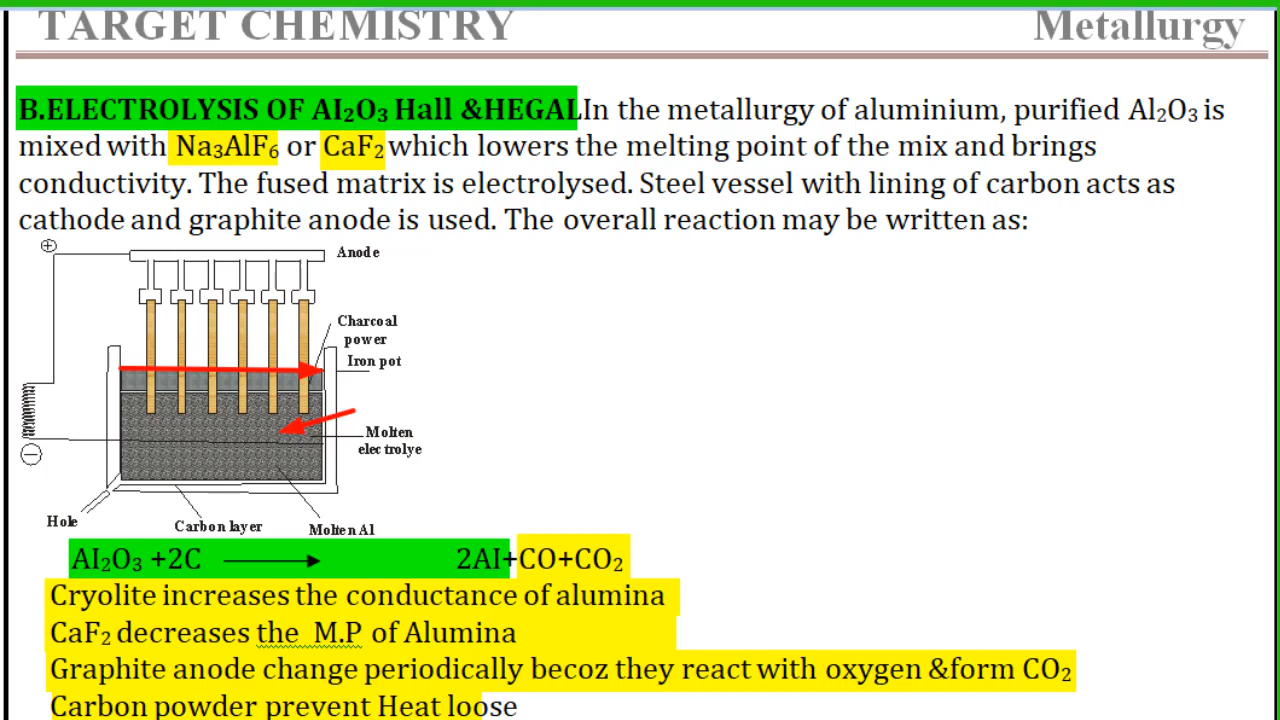 TARGET CHEMISTRY Metallurgy
B.ELECTROLYSIS OF AI₂O₃ Hall &HEGAL In the metallurgy of aluminium, purified Al₂O₃ is
mixed with Na₃AlF₆ or CaF₂ which lowers the melting point of the mix and brings
conductivity. The fused matrix is electrolysed. Steel vessel with lining of carbon acts as
cathode and graphite anode is used. The overall reaction may be written as:
+
Anode
Charcoal
power
Iron pot
Molten
electrolye
−
Hole
Carbon layer
Molten Al
AI₂O₃ +2C ⟶ 2AI+CO+CO₂
Cryolite increases the conductance of alumina
CaF₂ decreases the M.P of Alumina
Graphite anode change periodically becoz they react with oxygen &form CO₂
Carbon powder prevent Heat loose